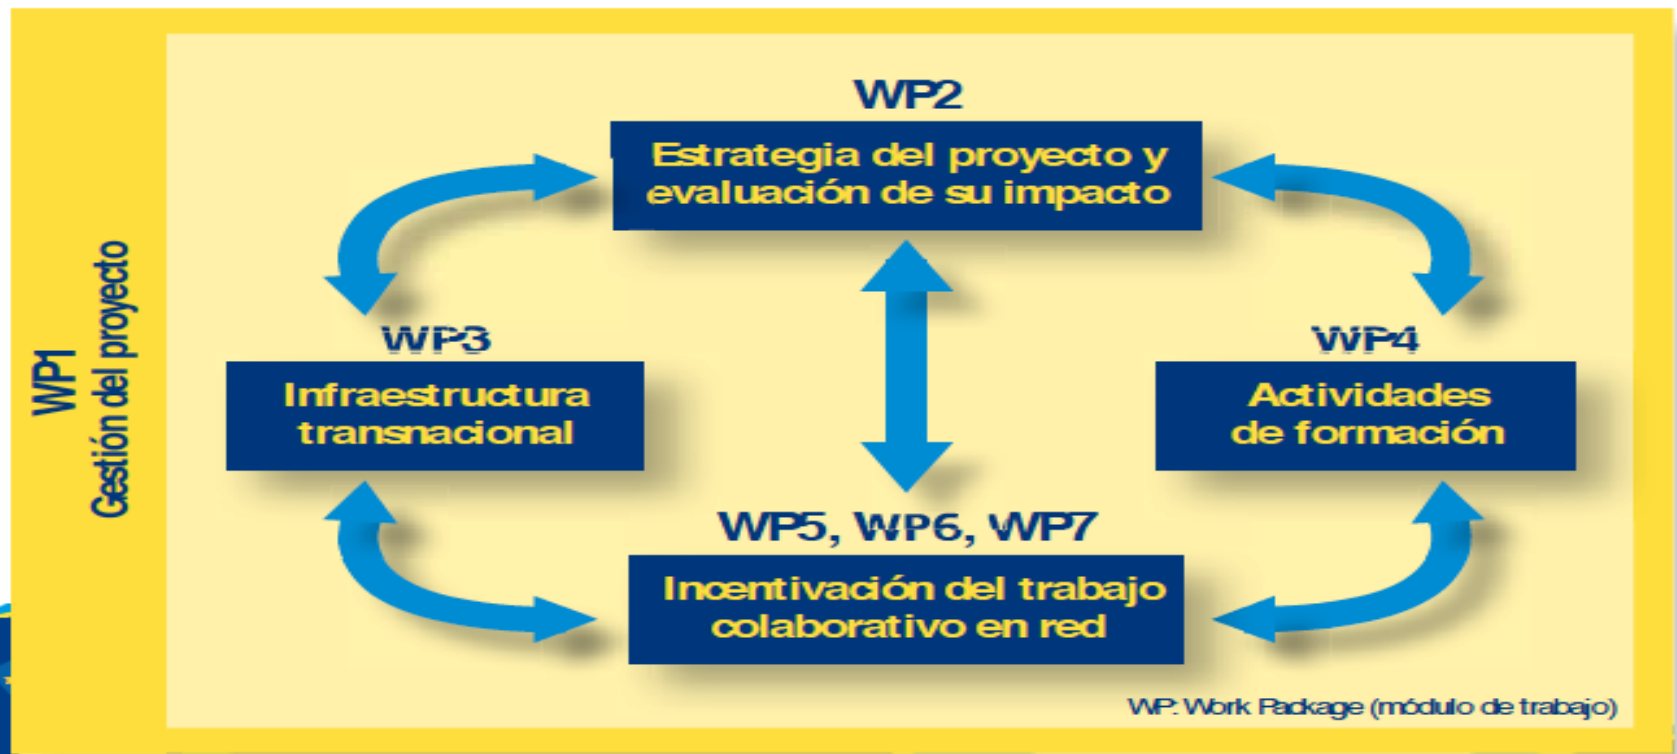 WP1
Gestión del proyecto
WP2
Estrategia del proyecto y
evaluación de su impacto
WP3
Infraestructura
transnacional
WP4
Actividades
de formación
WP5, WP6, WP7
Incentivación del trabajo
colaborativo en red
WP: Work Package (módulo de trabajo)